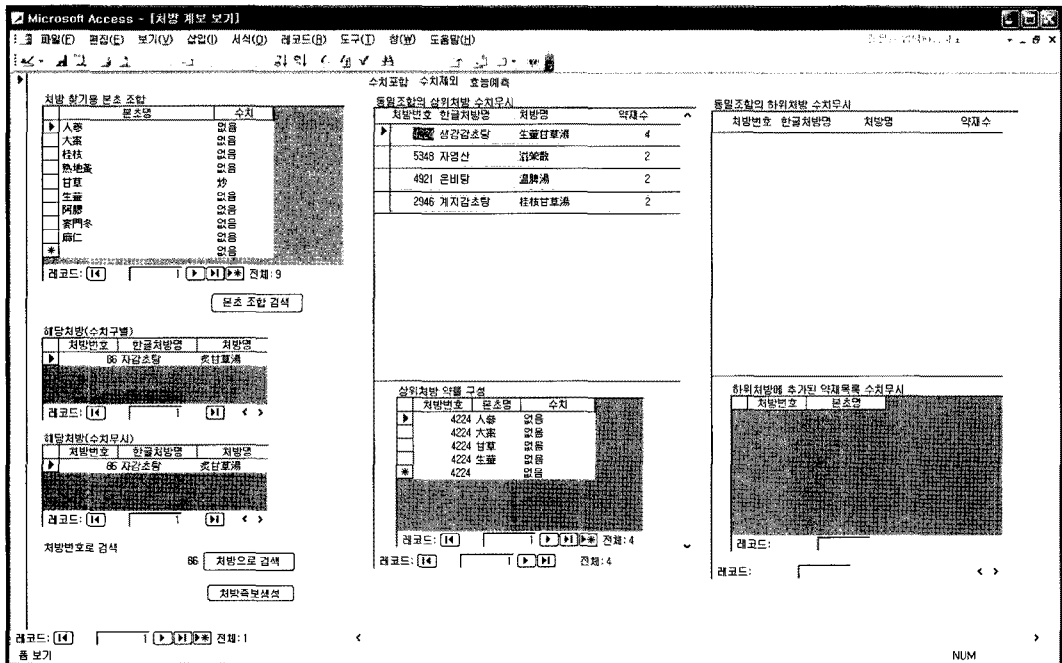 Microsoft Access - [처방 계보 보기]
파일(F) 편집(E) 보기(V) 삽입(I) 서식(O) 레코드(R) 도구(T) 창(W) 도움말(H)
수치포함 수치제외 효능예측
처방 찾기용 본초 조합
본초명 수치
人蔘 없음
大棗 없음
桂枝 없음
熟地黃 없음
甘草 炒
生薑 없음
阿膠 없음
麥門冬 없음
麻仁 없음
없음
레코드: 1 전체: 9
본초 조합 검색
해당처방(수치구별)
처방번호 한글처방명 처방명
86 자감초탕 炙甘草湯
레코드: 1
해당처방(수치무시)
처방번호 한글처방명 처방명
86 자감초탕 炙甘草湯
레코드: 1
처방번호로 검색
86 처방으로 검색
처방족보생성
레코드: 1 전체: 1
폼 보기
동일조합의 상위처방 수치무시
처방번호 한글처방명 처방명 약재수
생강감초탕 生薑甘草湯 4
5348 자영산 2
4921 온비탕 溫脾湯 2
2946 계지감초탕 桂枝甘草湯 2
상위처방 약물 구성
처방번호 본초명 수치
4224 人蔘 없음
4224 大棗 없음
4224 甘草 없음
4224 生薑 없음
4224 없음
레코드: 1 전체: 4
레코드: 1 전체: 4
동일조합의 하위처방 수치무시
처방번호 한글처방명 처방명 약재수
하위처방에 추가된 약재목록 수치무시
처방번호 본초명
레코드:
레코드:
NUM